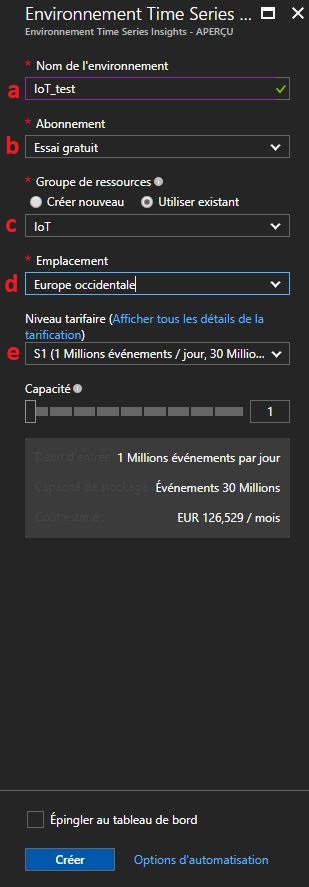 Environnement Time Series ...
Environnement Time Series Insights - APERÇU
* Nom de l'environnement
a IoT_test
* Abonnement
b Essai gratuit
* Groupe de ressources
Créer nouveau Utiliser existant
c IoT
* Emplacement
d Europe occidentale
Niveau tarifaire (Afficher tous les détails de la
tarification)
e S1 (1 Millions événements / jour, 30 Millio...
Capacité
1
Débit d'entrée 1 Millions événements par jour
Capacité de stockage : Événements 30 Millions
Coût estimé : EUR 126,529 / mois
Épingler au tableau de bord
Créer Options d'automatisation